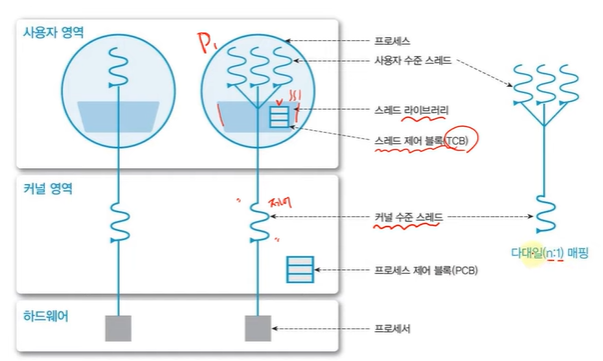 사용자 영역
P₁
프로세스
사용자 수준 스레드
스레드 라이브러리
스레드 제어 블록(TCB)
커널 영역
커널 수준 스레드
다대일(n:1) 매핑
프로세스 제어 블록(PCB)
하드웨어
프로세서